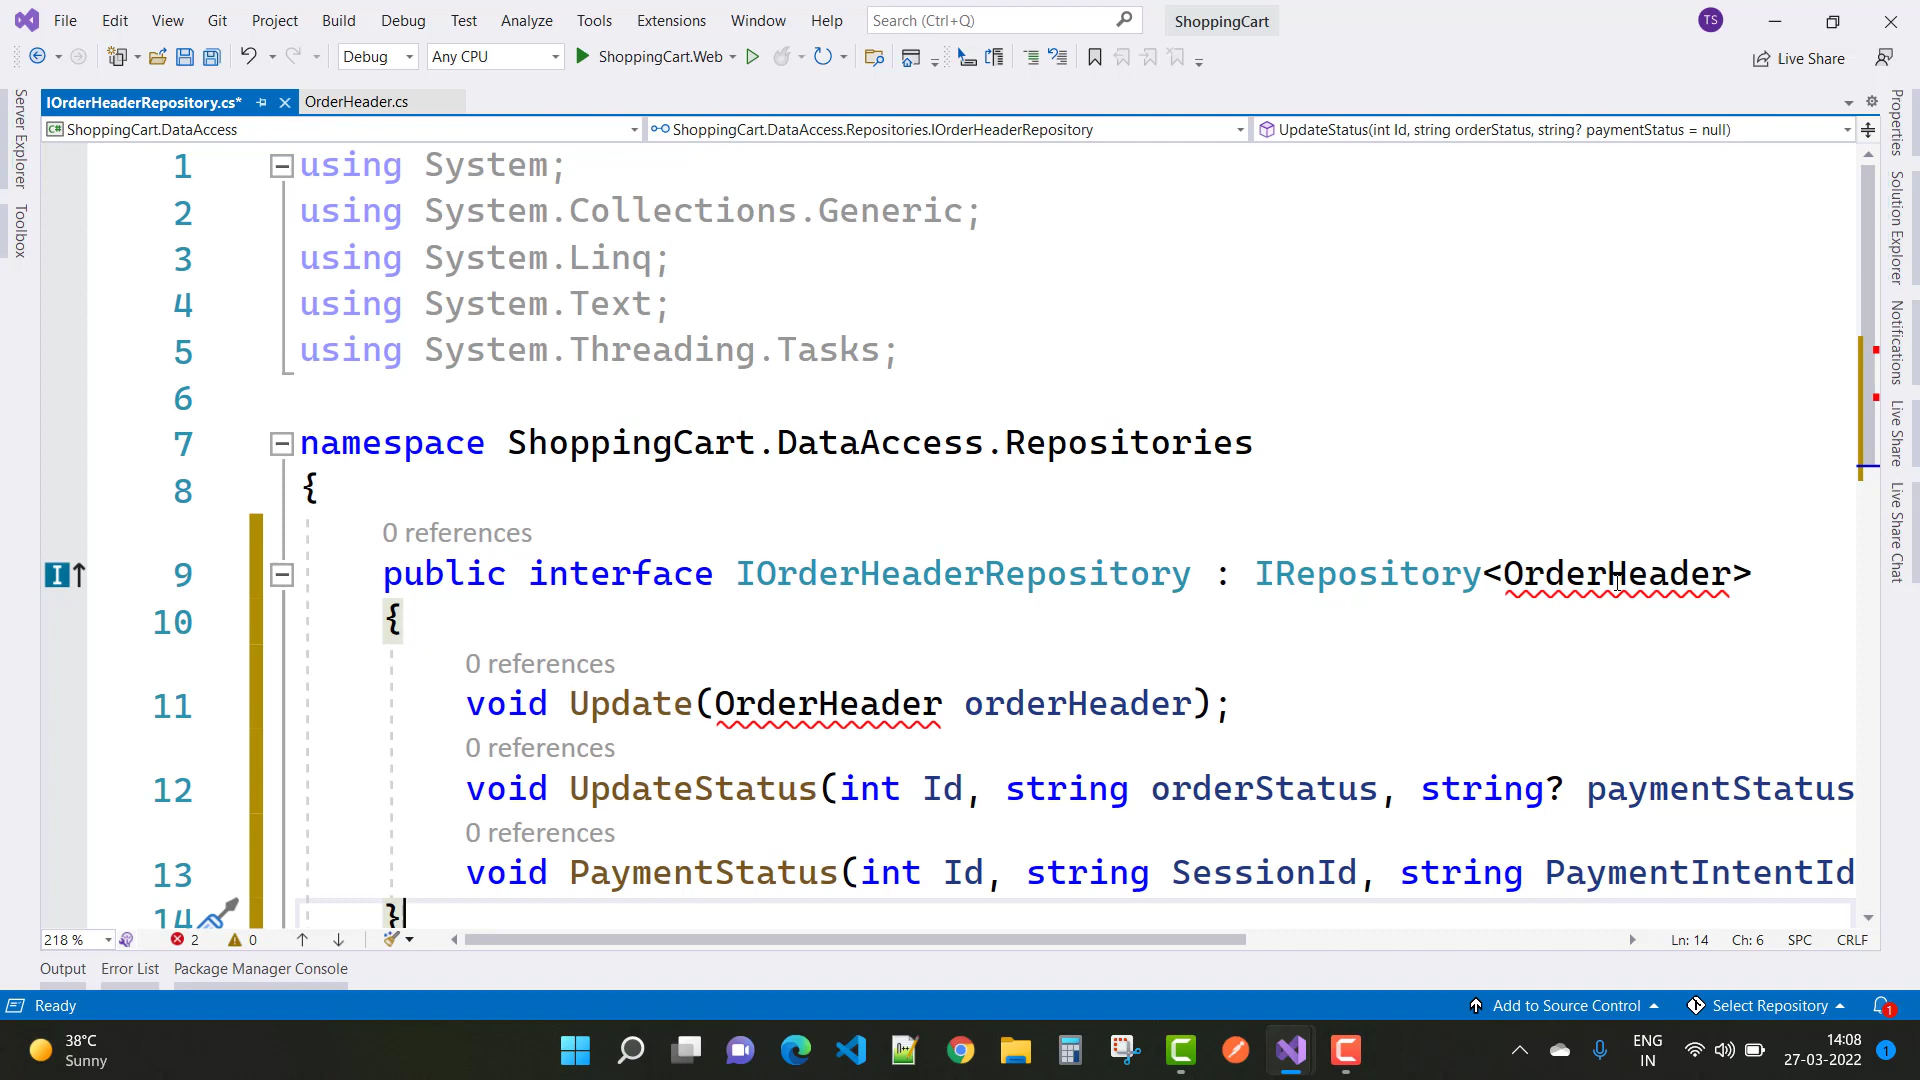 File Edit View Git Project Build Debug Test Analyze Tools Extensions Window Help Search (Ctrl+Q) ShoppingCart TS
Debug Any CPU ShoppingCart.Web Live Share
IOrderHeaderRepository.cs* OrderHeader.cs
C# ShoppingCart.DataAccess ShoppingCart.DataAccess.Repositories.IOrderHeaderRepository UpdateStatus(int Id, string orderStatus, string? paymentStatus = null)
Server Explorer
Toolbox
Properties
Solution Explorer
Notifications
Live Share
Live Share Chat
1 using System;
2 using System.Collections.Generic;
3 using System.Linq;
4 using System.Text;
5 using System.Threading.Tasks;
6
7 namespace ShoppingCart.DataAccess.Repositories
8 {
0 references
9 public interface IOrderHeaderRepository : IRepository<OrderHeader>
10 {
0 references
11 void Update(OrderHeader orderHeader);
0 references
12 void UpdateStatus(int Id, string orderStatus, string? paymentStatus
0 references
13 void PaymentStatus(int Id, string SessionId, string PaymentIntentId
14 }
218 % 2 0 Ln: 14 Ch: 6 SPC CRLF
Output Error List Package Manager Console
Ready Add to Source Control Select Repository 1
38°C
Sunny
ENG
IN
14:08
27-03-2022
1